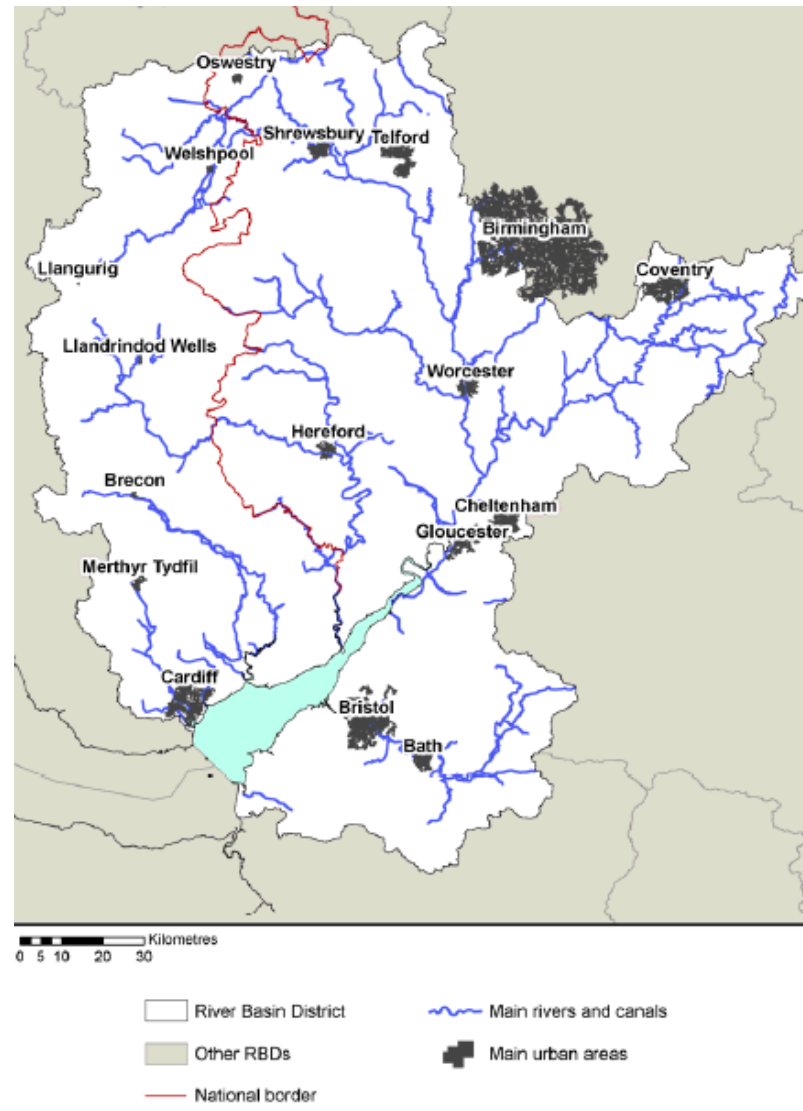 Oswestry
Shrewsbury
Telford
Welshpool
Birmingham
Llangurig
Coventry
Llandrindod Wells
Worcester
Hereford
Brecon
Cheltenham
Gloucester
Merthyr Tydfil
Cardiff
Bristol
Bath
Kilometres
0 5 10 20 30
River Basin District
Main rivers and canals
Other RBDs
Main urban areas
National border